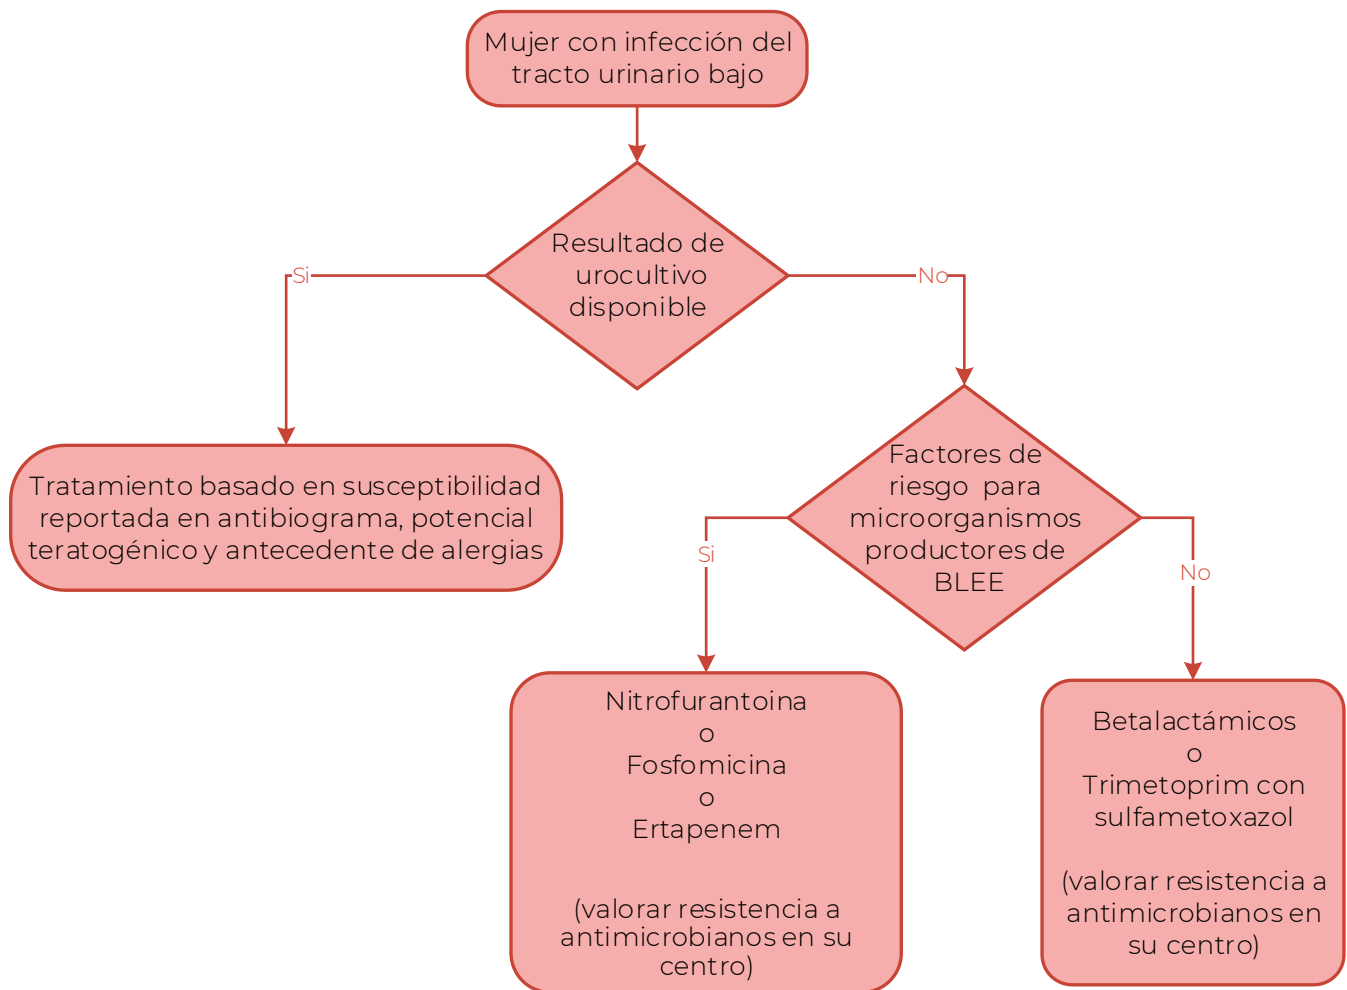 Mujer con infección del
tracto urinario bajo
Resultado de
urocultivo
disponible
Si
No
Tratamiento basado en susceptibilidad
reportada en antibiograma, potencial
teratogénico y antecedente de alergias
Factores de
riesgo para
microorganismos
productores de
BLEE
Si
No
Nitrofurantoina
o
Fosfomicina
o
Ertapenem
(valorar resistencia a
antimicrobianos en su
centro)
Betalactámicos
o
Trimetoprim con
sulfametoxazol
(valorar resistencia a
antimicrobianos en
su centro)